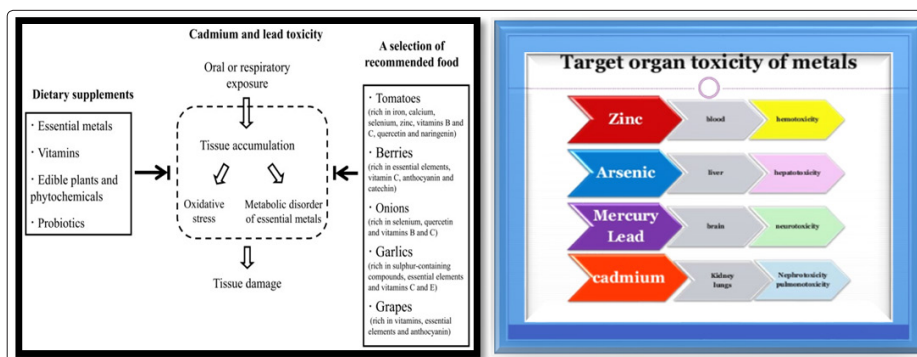 Cadmium and lead toxicity
Oral or respiratory
exposure
Dietary supplements
· Essential metals
· Vitamins
· Edible plants and
phytochemicals
· Probiotics
Tissue accumulation
Oxidative
stress
Metabolic disorder
of essential metals
Tissue damage
A selection of
recommended food
· Tomatoes
(rich in iron, calcium,
selenium, zinc, vitamins B and
C, quercetin and naringenin)
· Berries
(rich in essential elements,
vitamin C, anthocyanin and
catechin)
· Onions
(rich in selenium, quercetin
and vitamins B and C)
· Garlics
(rich in sulphur-containing
compounds, essential elements
and vitamins C and E)
· Grapes
(rich in vitamins, essential
elements and anthocyanin)
Target organ toxicity of metals
Zinc
blood
hemotoxicity
Arsenic
liver
hepatotoxicity
Mercury
Lead
brain
neurotoxicity
cadmium
Kidney
lungs
Nephrotoxicity
pulmonotoxicity